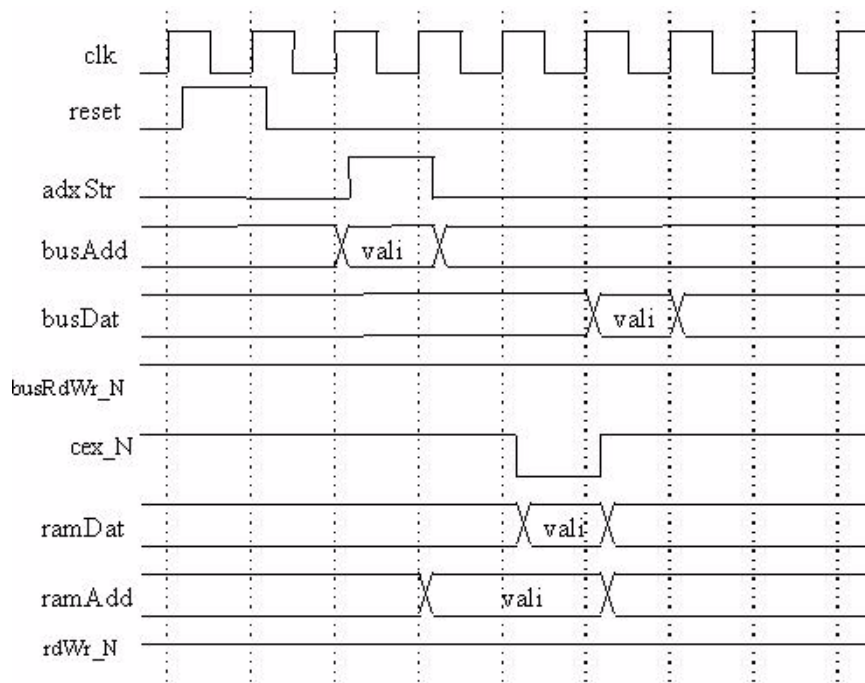 clk
reset
adxStr
busAdd
vali
busDat
vali
busRdWr_N
cex_N
ramDat
vali
ramAdd
vali
rdWr_N